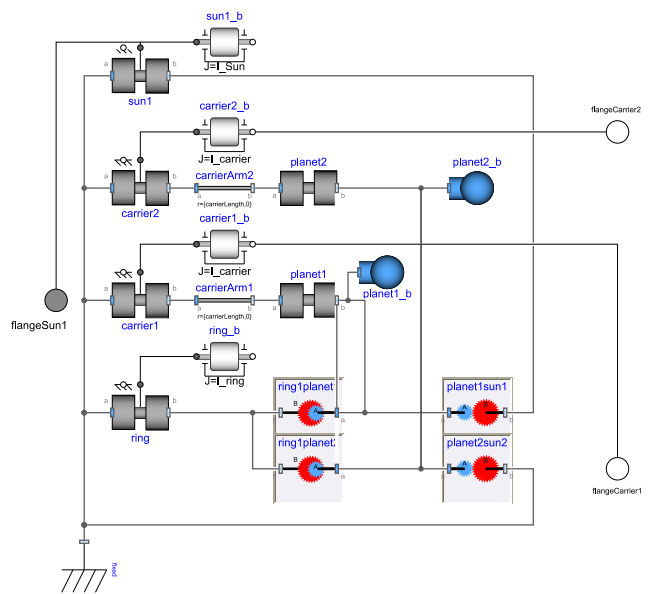 sun1_b
J=I_Sun
a
b
sun1
carrier2_b
flangeCarrier2
J=I_carrier
carrierArm2
planet2
planet2_b
a
b
a
b
a
b
r={carrierLength,0}
carrier2
carrier1_b
J=I_carrier
carrierArm1
planet1
planet1_b
a
b
a
b
a
b
r={carrierLength,0}
carrier1
flangeSun1
ring_b
J=I_ring
ring1planet1
planet1sun1
a
b
B
A
A
B
b
a
a
b
ring
ring1planet2
planet2sun2
B
A
A
B
b
a
a
b
flangeCarrier1
fixed